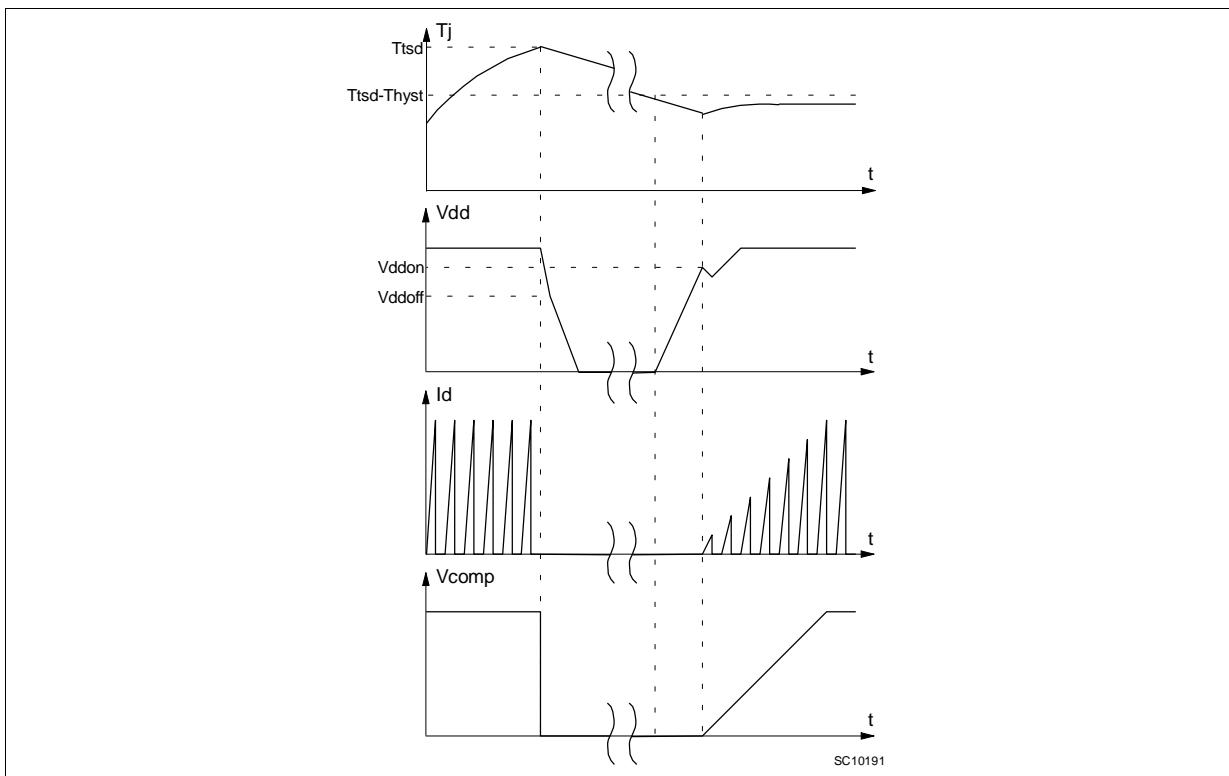 Tj
Ttsd
Ttsd-Thyst
t
Vdd
Vddon
Vddoff
t
Id
t
Vcomp
t
SC10191